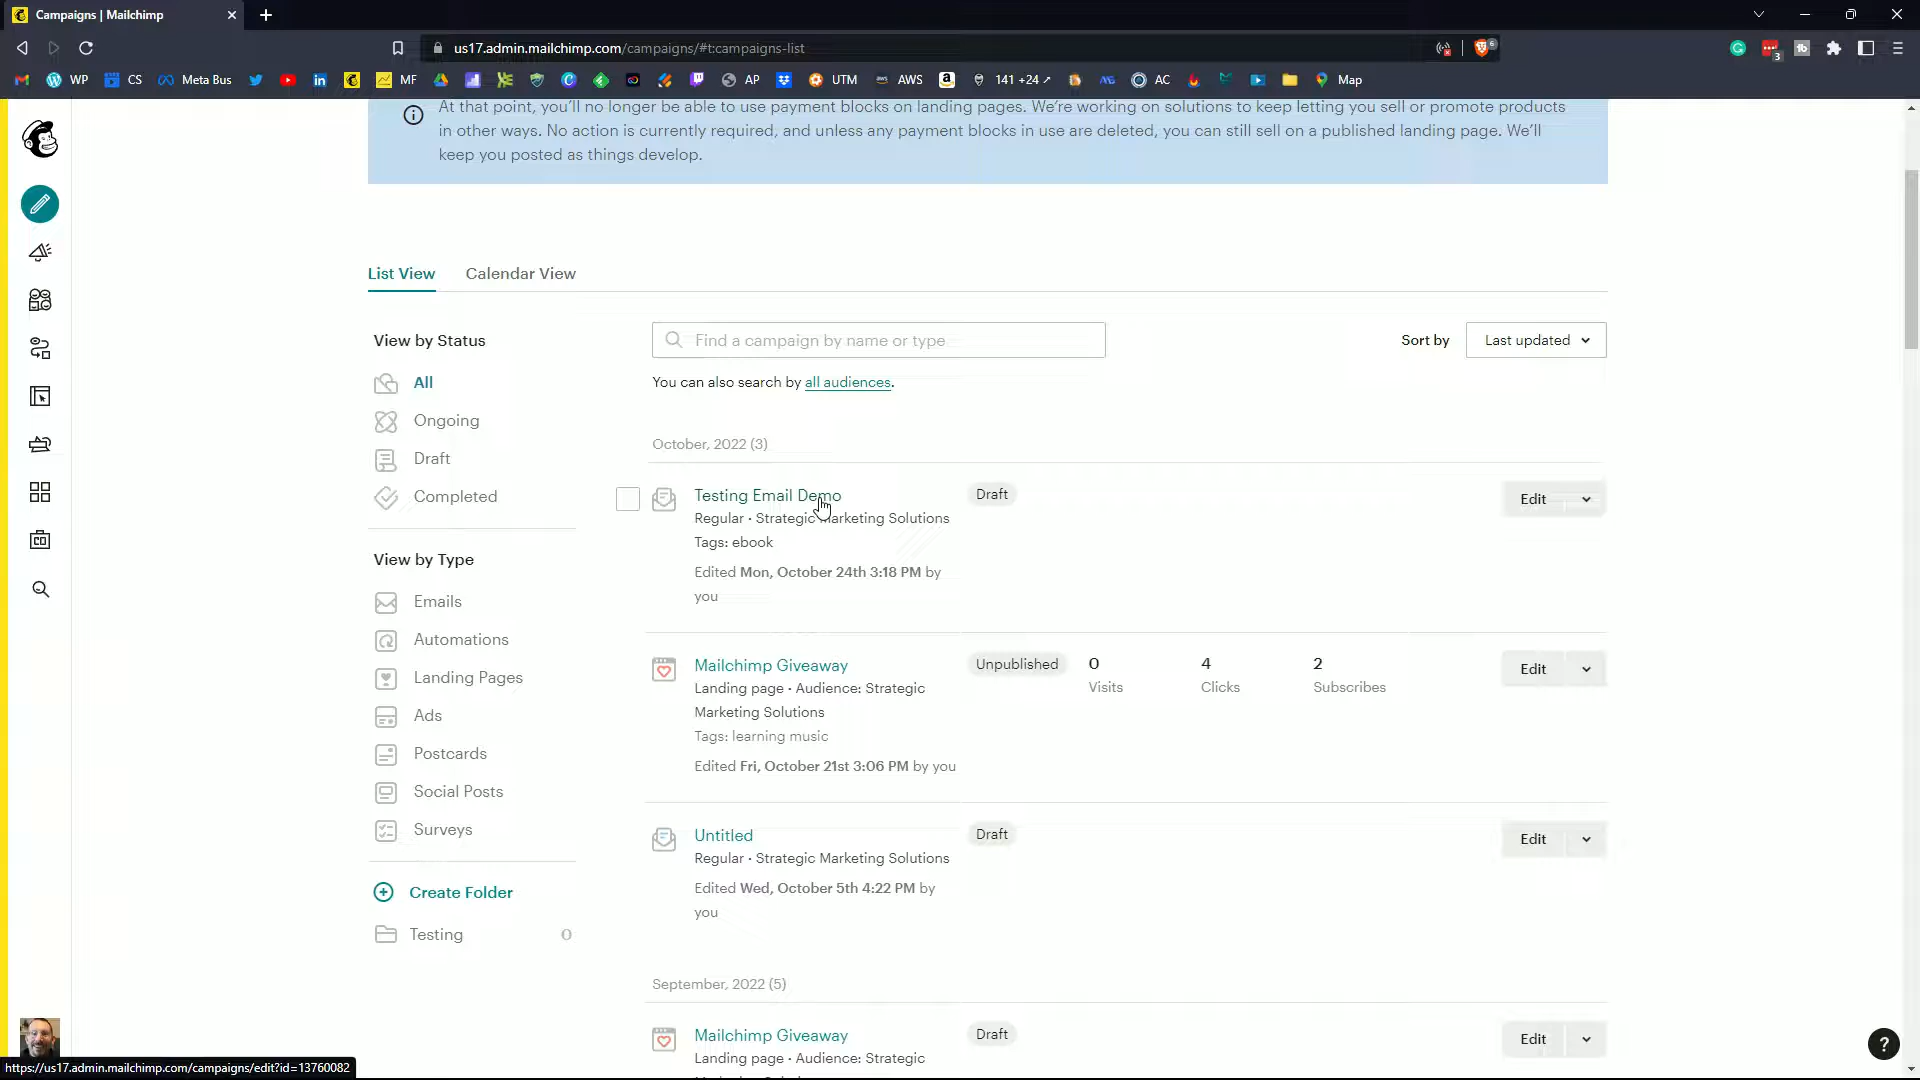 Campaigns | Mailchimp
us17.admin.mailchimp.com/campaigns/#t:campaigns-list
6
3
WP
CS
Meta Bus
MF
AP
UTM
AWS
141 +24
AC
Map
At that point, you'll no longer be able to use payment blocks on landing pages. We're working on solutions to keep letting you sell or promote products
in other ways. No action is currently required, and unless any payment blocks in use are deleted, you can still sell on a published landing page. We'll
keep you posted as things develop.
List View
Calendar View
View by Status
All
Ongoing
Draft
Completed
View by Type
Emails
Automations
Landing Pages
Ads
Postcards
Social Posts
Surveys
Create Folder
Testing 0
Find a campaign by name or type
Sort by
Last updated
You can also search by all audiences.
October, 2022 (3)
Testing Email Demo
Regular · Strategic Marketing Solutions
Tags: ebook
Edited Mon, October 24th 3:18 PM by
you
Draft
Edit
Mailchimp Giveaway
Landing page · Audience: Strategic
Marketing Solutions
Tags: learning music
Edited Fri, October 21st 3:06 PM by you
Unpublished
0
Visits
4
Clicks
2
Subscribes
Edit
Untitled
Regular · Strategic Marketing Solutions
Edited Wed, October 5th 4:22 PM by
you
Draft
Edit
September, 2022 (5)
Mailchimp Giveaway
Landing page · Audience: Strategic
Draft
Edit
?
https://us17.admin.mailchimp.com/campaigns/edit?id=13760082